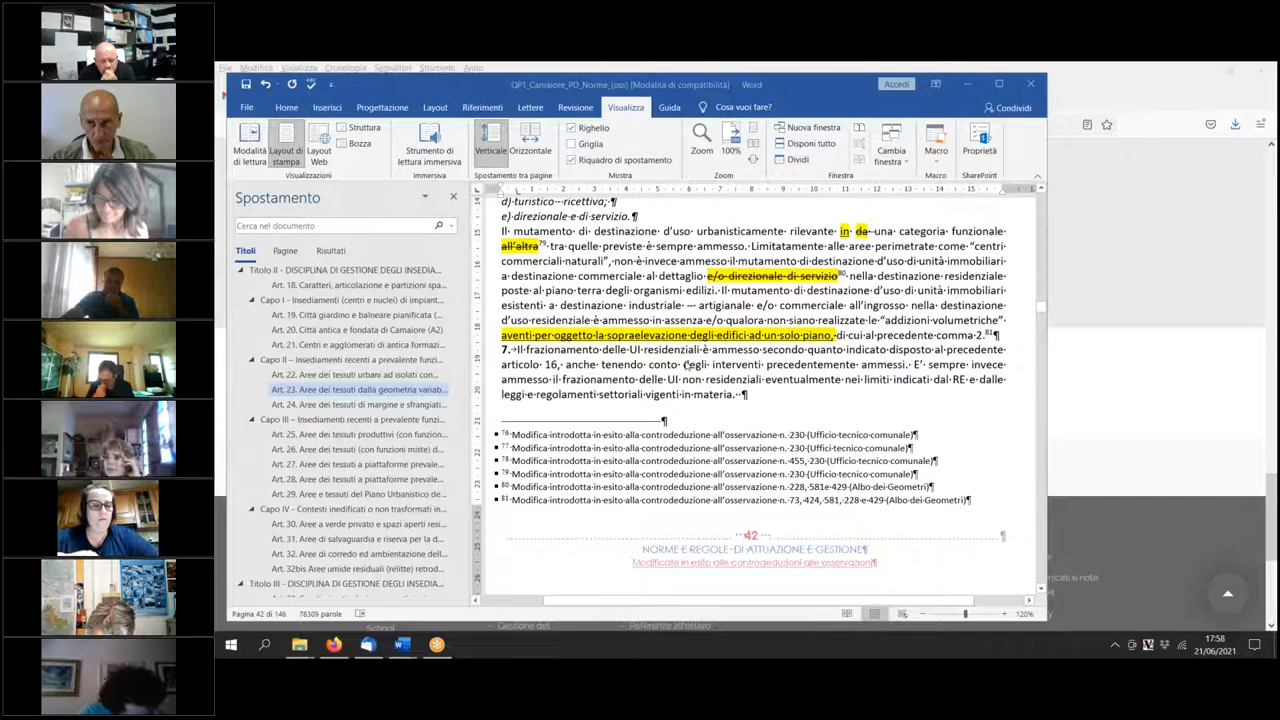 File Modifica Visualizza Cronologia Segnalibri Strumenti Aiuto
QP1_Camaiore_PO_Norme_(oss) [Modalità di compatibilità] - Word
Accedi
File Home Inserisci Progettazione Layout Riferimenti Lettere Revisione Visualizza Guida Cosa vuoi fare? Condividi
Modalità di lettura
Layout di stampa
Layout Web
Struttura
Bozza
Visualizzazioni
Strumento di lettura immersiva
Immersiva
Verticale
Orizzontale
Spostamento tra pagine
Righello
Griglia
Riquadro di spostamento
Mostra
Zoom
100%
Zoom
Nuova finestra
Disponi tutto
Dividi
Cambia finestra
Finestra
Macro
Macro
Proprietà
SharePoint
Spostamento
Cerca nel documento
Titoli Pagine Risultati
Titolo II - DISCIPLINA DI GESTIONE DEGLI INSEDIA...
Art. 18. Caratteri, articolazione e partizioni spa...
Capo I - Insediamenti (centri e nuclei) di impiant...
Art. 19. Città giardino e balneare pianificata (...
Art. 20. Città antica e fondata di Camaiore (A2)
Art. 21. Centri e agglomerati di antica formazi...
Capo II – Insediamenti recenti a prevalente funzi...
Art. 22. Aree dei tessuti urbani ad isolati con ...
Art. 23. Aree dei tessuti dalla geometria variab...
Art. 24. Aree dei tessuti di margine e sfrangiati...
Capo III – Insediamenti recenti a prevalente funzi...
Art. 25. Aree dei tessuti produttivi (con funzion...
Art. 26. Aree dei tessuti (con funzioni miste) d...
Art. 27. Aree dei tessuti a piattaforme prevale...
Art. 28. Aree dei tessuti a piattaforma prevale...
Art. 29. Aree e tessuti del Piano Urbanistico de...
Capo IV – Contesti inedificati o non trasformati in...
Art. 30. Aree a verde privato e spazi aperti resi...
Art. 31. Aree di salvaguardia e riserva per la d...
Art. 32. Aree di corredo ed ambientazione dell...
Art. 32bis Aree umide residuali (relitte) retrod...
Titolo III – DISCIPLINA DI GESTIONE DEGLI INSEDIA...
d) turistico – ricettiva; ¶
e) direzionale e di servizio. ¶
Il mutamento di destinazione d’uso urbanisticamente rilevante in da una categoria funzionale
all’altra79 tra quelle previste è sempre ammesso. Limitatamente alle aree perimetrate come “centri
commerciali naturali”, non è invece ammesso il mutamento di destinazione d’uso di unità immobiliari
a destinazione commerciale al dettaglio e/o direzionale di servizio80 nella destinazione residenziale
poste al piano terra degli organismi edilizi. Il mutamento di destinazione d’uso di unità immobiliari
esistenti a destinazione industriale – artigianale e/o commerciale all’ingrosso nella destinazione
d’uso residenziale è ammesso in assenza e/o qualora non siano realizzate le “addizioni volumetriche”
aventi per oggetto la sopraelevazione degli edifici ad un solo piano, di cui al precedente comma 2.81¶
7. Il frazionamento delle UI residenziali è ammesso secondo quanto indicato disposto al precedente
articolo 16, anche tenendo conto degli interventi precedentemente ammessi. E’ sempre invece
ammesso il frazionamento delle UI non residenziali eventualmente nei limiti indicati dal RE e dalle
leggi e regolamenti settoriali vigenti in materia. ¶
76 Modifica introdotta in esito alla controdeduzione all’osservazione n. 230 (Ufficio tecnico comunale)¶
77 Modifica introdotta in esito alla controdeduzione all’osservazione n. 230 (Ufficio tecnico comunale)¶
78 Modifica introdotta in esito alla controdeduzione all’osservazione n. 455, 230 (Ufficio tecnico comunale)¶
79 Modifica introdotta in esito alla controdeduzione all’osservazione n. 230 (Ufficio tecnico comunale)¶
80 Modifica introdotta in esito alla controdeduzione all’osservazione n. 228, 581e 429 (Albo dei Geometri)¶
81 Modifica introdotta in esito alla controdeduzione all’osservazione n. 73, 424, 581, 228 e 429 (Albo dei Geometri)¶
42
NORME E REGOLE DI ATTUAZIONE E GESTIONE¶
Modificate in esito alle controdeduzioni alle osservazioni¶
Pagina 42 di 146 78309 parole
120%
School
Gestione del
Referenze all'estero
17:58
21/06/2021